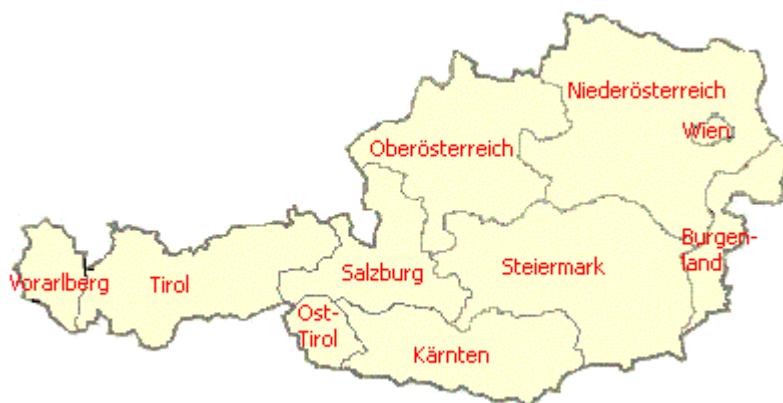 Niederösterreich
Wien
Oberösterreich
Burgen-
land
Vorarlberg
Tirol
Salzburg
Steiermark
Ost-
Tirol
Kärnten